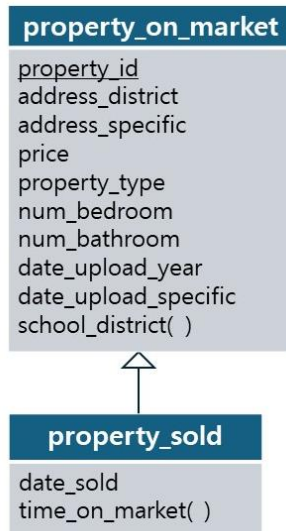 property_on_market
property_id
address_district
address_specific
price
property_type
num_bedroom
num_bathroom
date_upload_year
date_upload_specific
school_district( )
property_sold
date_sold
time_on_market( )